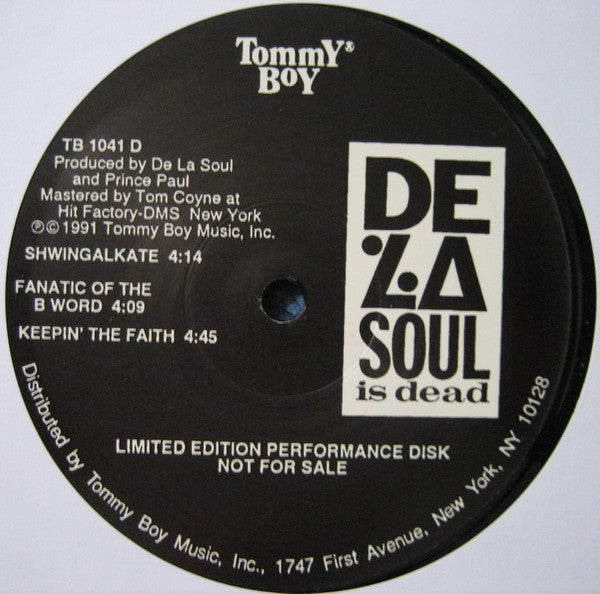 TommY®
BoY
TB 1041 D
Produced by De La Soul
and Prince Paul
Mastered by Tom Coyne at
Hit Factory-DMS New York
℗©1991 Tommy Boy Music, Inc.
SHWINGALKATE 4:14
FANATIC OF THE
B WORD 4:09
KEEPIN' THE FAITH 4:45
DE
LA
SOUL
is dead
LIMITED EDITION PERFORMANCE DISK
NOT FOR SALE
Distributed by Tommy Boy Music, Inc., 1747 First Avenue, New York, NY 10128